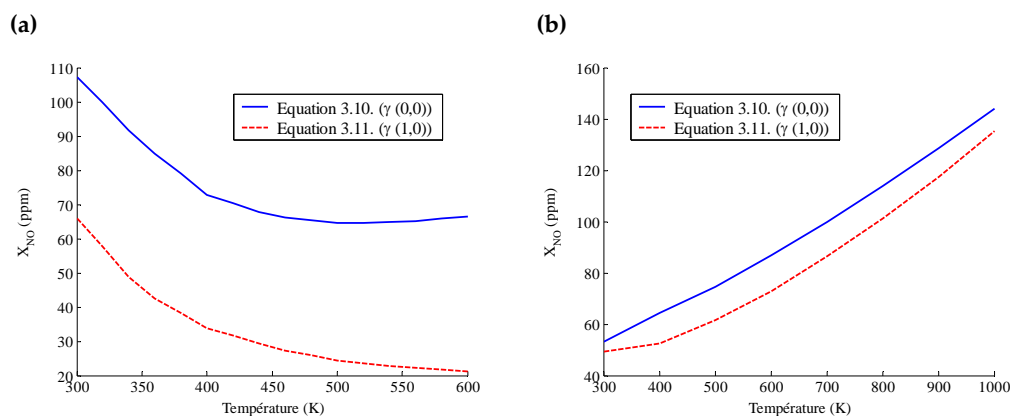 (a)
110
100
90
80
70
60
50
40
30
20
X_NO (ppm)
300 350 400 450 500 550 600
Température (K)
Equation 3.10. (γ (0,0))
Equation 3.11. (γ (1,0))
(b)
160
140
120
100
80
60
40
X_NO (ppm)
300 400 500 600 700 800 900 1000
Température (K)
Equation 3.10. (γ (0,0))
Equation 3.11. (γ (1,0))